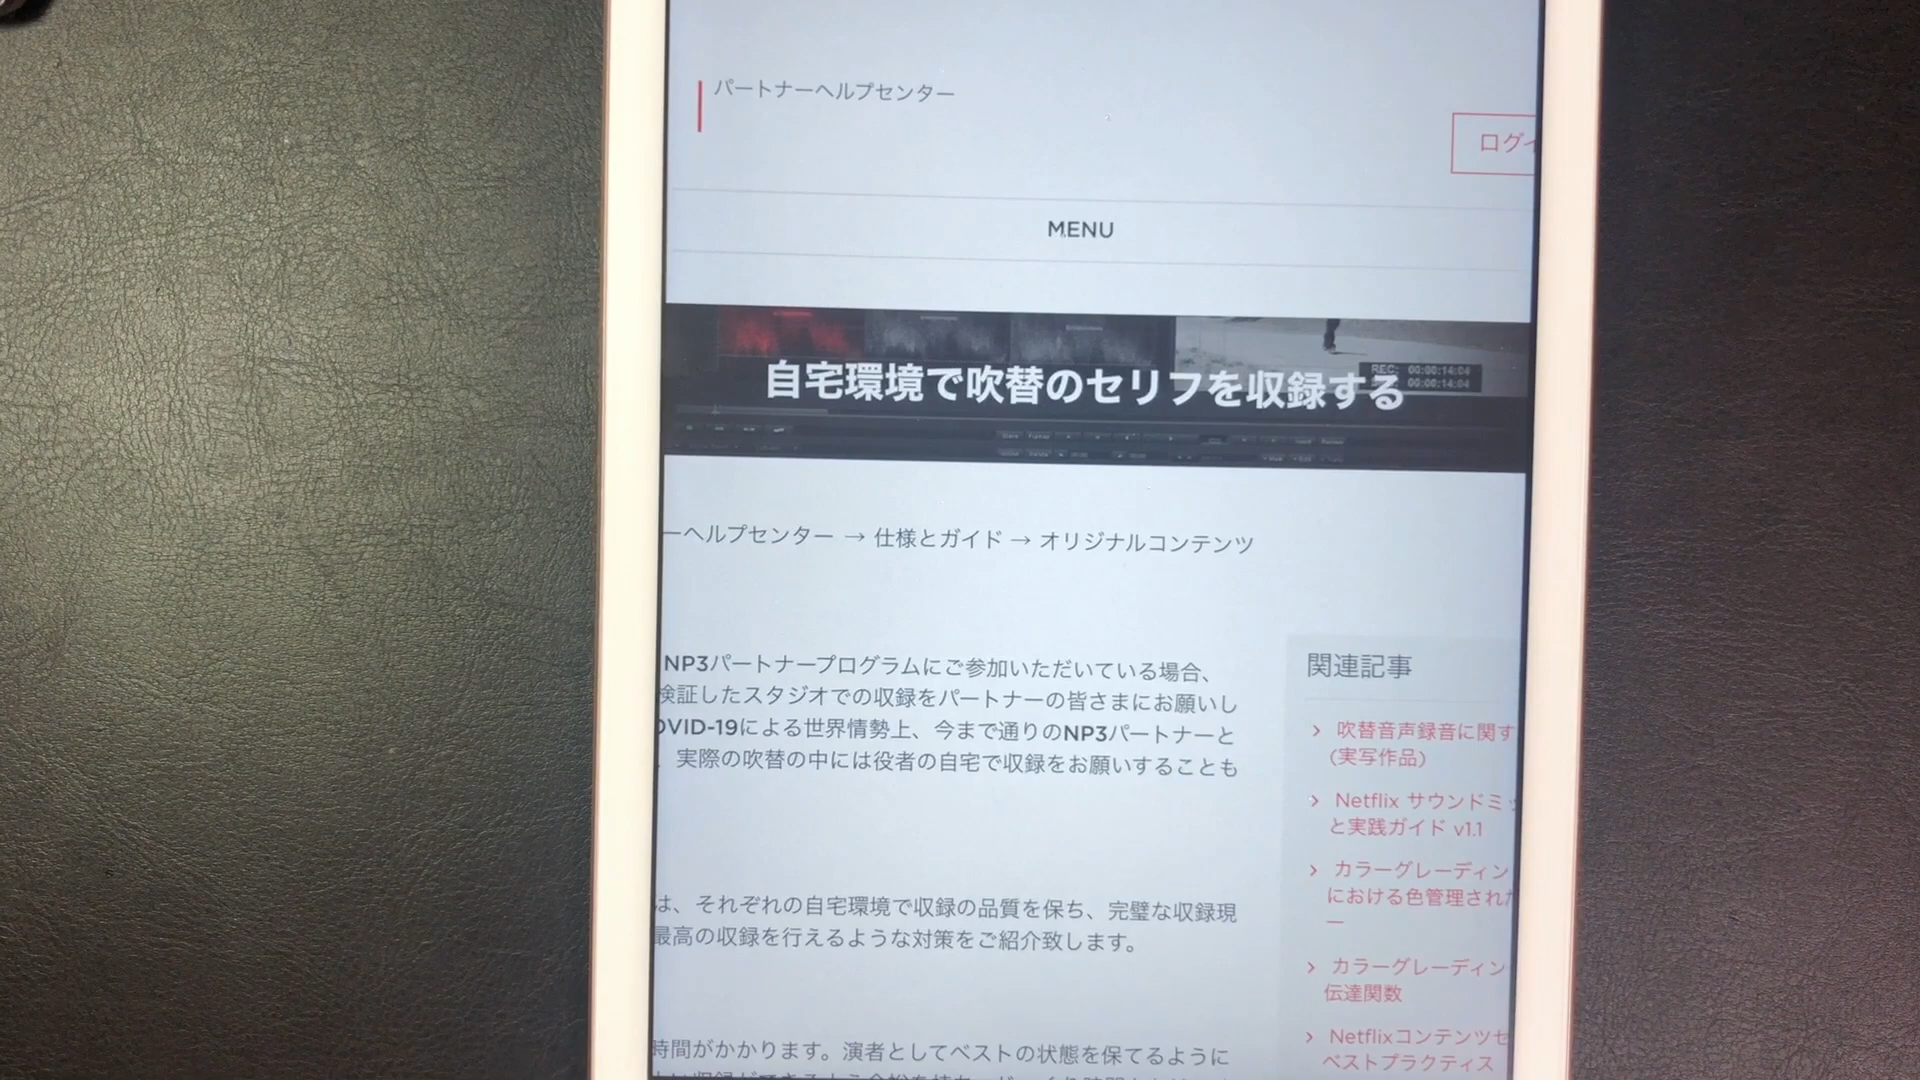 パートナーヘルプセンター
ログイ
MENU
REC: 00:00:14:04
00:00:14:04
自宅環境で吹替のセリフを収録する
ーヘルプセンター → 仕様とガイド → オリジナルコンテンツ
NP3パートナープログラムにご参加いただいている場合、
検証したスタジオでの収録をパートナーの皆さまにお願いし
OVID-19による世界情勢上、今まで通りのNP3パートナーと
、実際の吹替の中には役者の自宅で収録をお願いすることも
は、それぞれの自宅環境で収録の品質を保ち、完璧な収録現
最高の収録を行えるような対策をご紹介致します。
時間がかかります。演者としてベストの状態を保てるように
関連記事
> 吹替音声録音に関す
(実写作品)
> Netflix サウンドミッ
と実践ガイド v1.1
> カラーグレーディン
における色管理された
ー
> カラーグレーディン
伝達関数
> Netflixコンテンツセ
ベストプラクティス